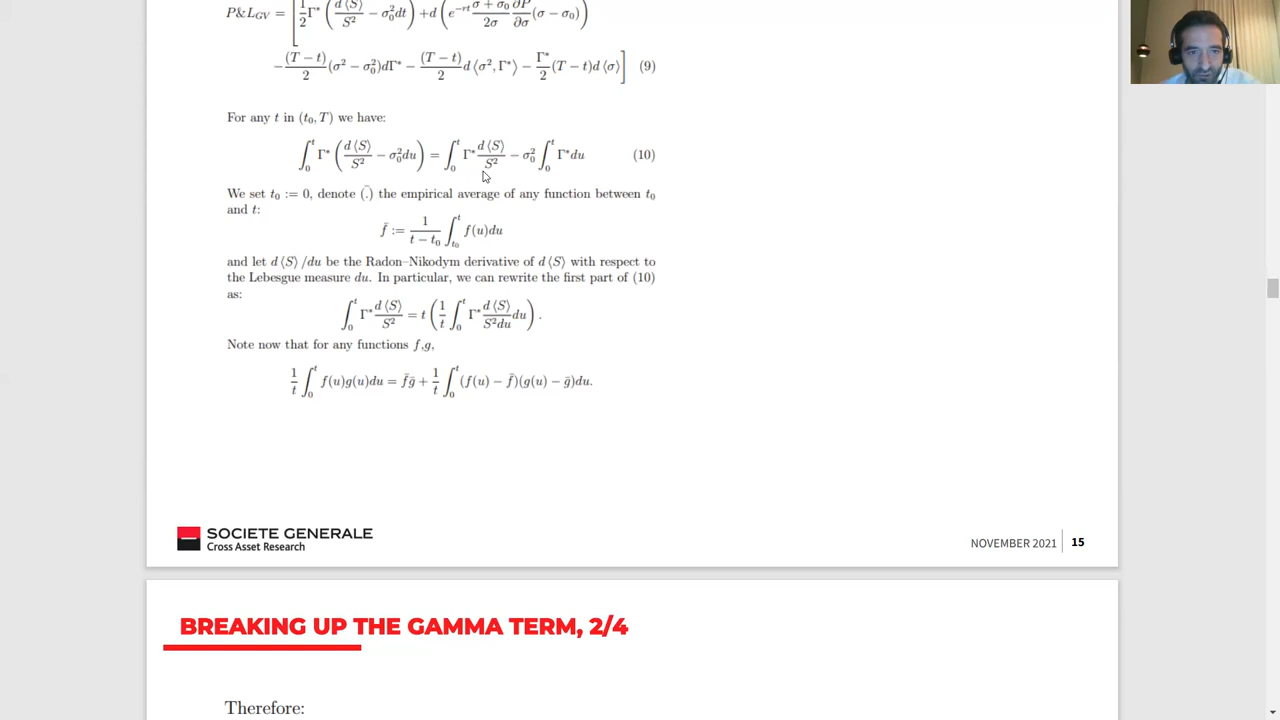 P&L_GV = [ 1/2 Γ* ( d⟨S⟩/S² − σ₀²dt ) + d ( e^{−rt} (σ + σ₀)/2σ ∂P/∂σ (σ − σ₀) )
− (T − t)/2 (σ² − σ₀²)dΓ* − (T − t)/2 d⟨σ², Γ*⟩ − Γ*/2 (T − t)d⟨σ⟩ ] (9)
For any t in (t₀, T) we have:
∫₀ᵗ Γ* ( d⟨S⟩/S² − σ₀²du ) = ∫₀ᵗ Γ* d⟨S⟩/S² − σ₀² ∫₀ᵗ Γ*du (10)
We set t₀ := 0, denote (.̄) the empirical average of any function between t₀
and t:
f̄ := 1/(t − t₀) ∫_{t₀}^t f(u)du
and let d⟨S⟩/du be the Radon–Nikodym derivative of d⟨S⟩ with respect to
the Lebesgue measure du. In particular, we can rewrite the first part of (10)
as:
∫₀ᵗ Γ* d⟨S⟩/S² = t ( 1/t ∫₀ᵗ Γ* d⟨S⟩/S²du du ) .
Note now that for any functions f,g,
1/t ∫₀ᵗ f(u)g(u)du = f̄ḡ + 1/t ∫₀ᵗ (f(u) − f̄)(g(u) − ḡ)du.
SOCIETE GENERALE
Cross Asset Research
NOVEMBER 2021 15
BREAKING UP THE GAMMA TERM, 2/4
Therefore: